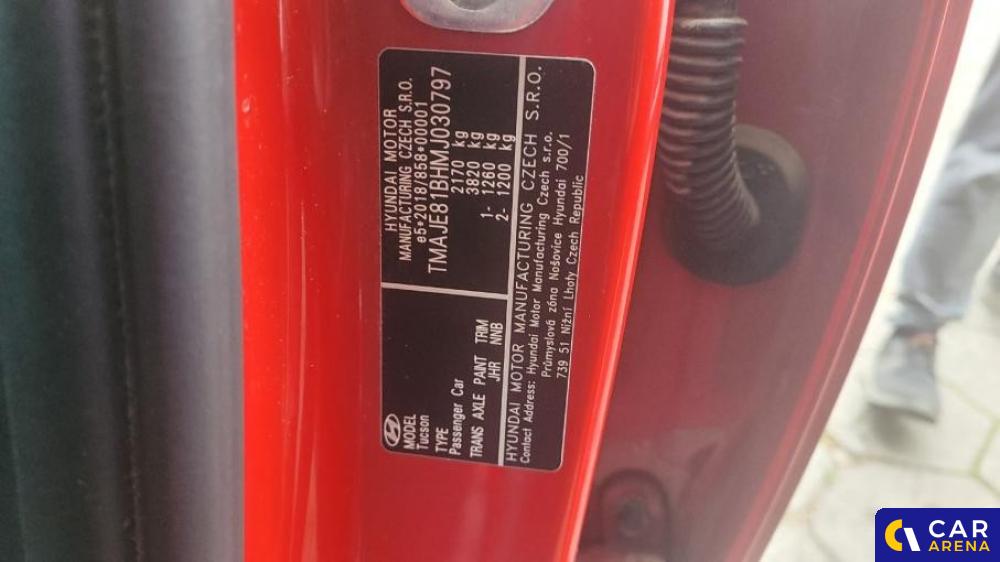 HYUNDAI MOTOR
MANUFACTURING CZECH S.R.O.
e5*2018/858*00001
TMAJE81BHMJ030797
2170 kg
3820 kg
1- 1260 kg
2- 1200 kg
MODEL
Tucson
TYPE
Passenger Car
TRANS AXLE PAINT TRIM
JHR NNB
HYUNDAI MOTOR MANUFACTURING CZECH S.R.O.
Contact Address: Hyundai Motor Manufacturing Czech s.r.o.
Průmyslová zóna Nošovice Hyundai 700/1
739 51 Nižní Lhoty Czech Republic
CAR
ARENA